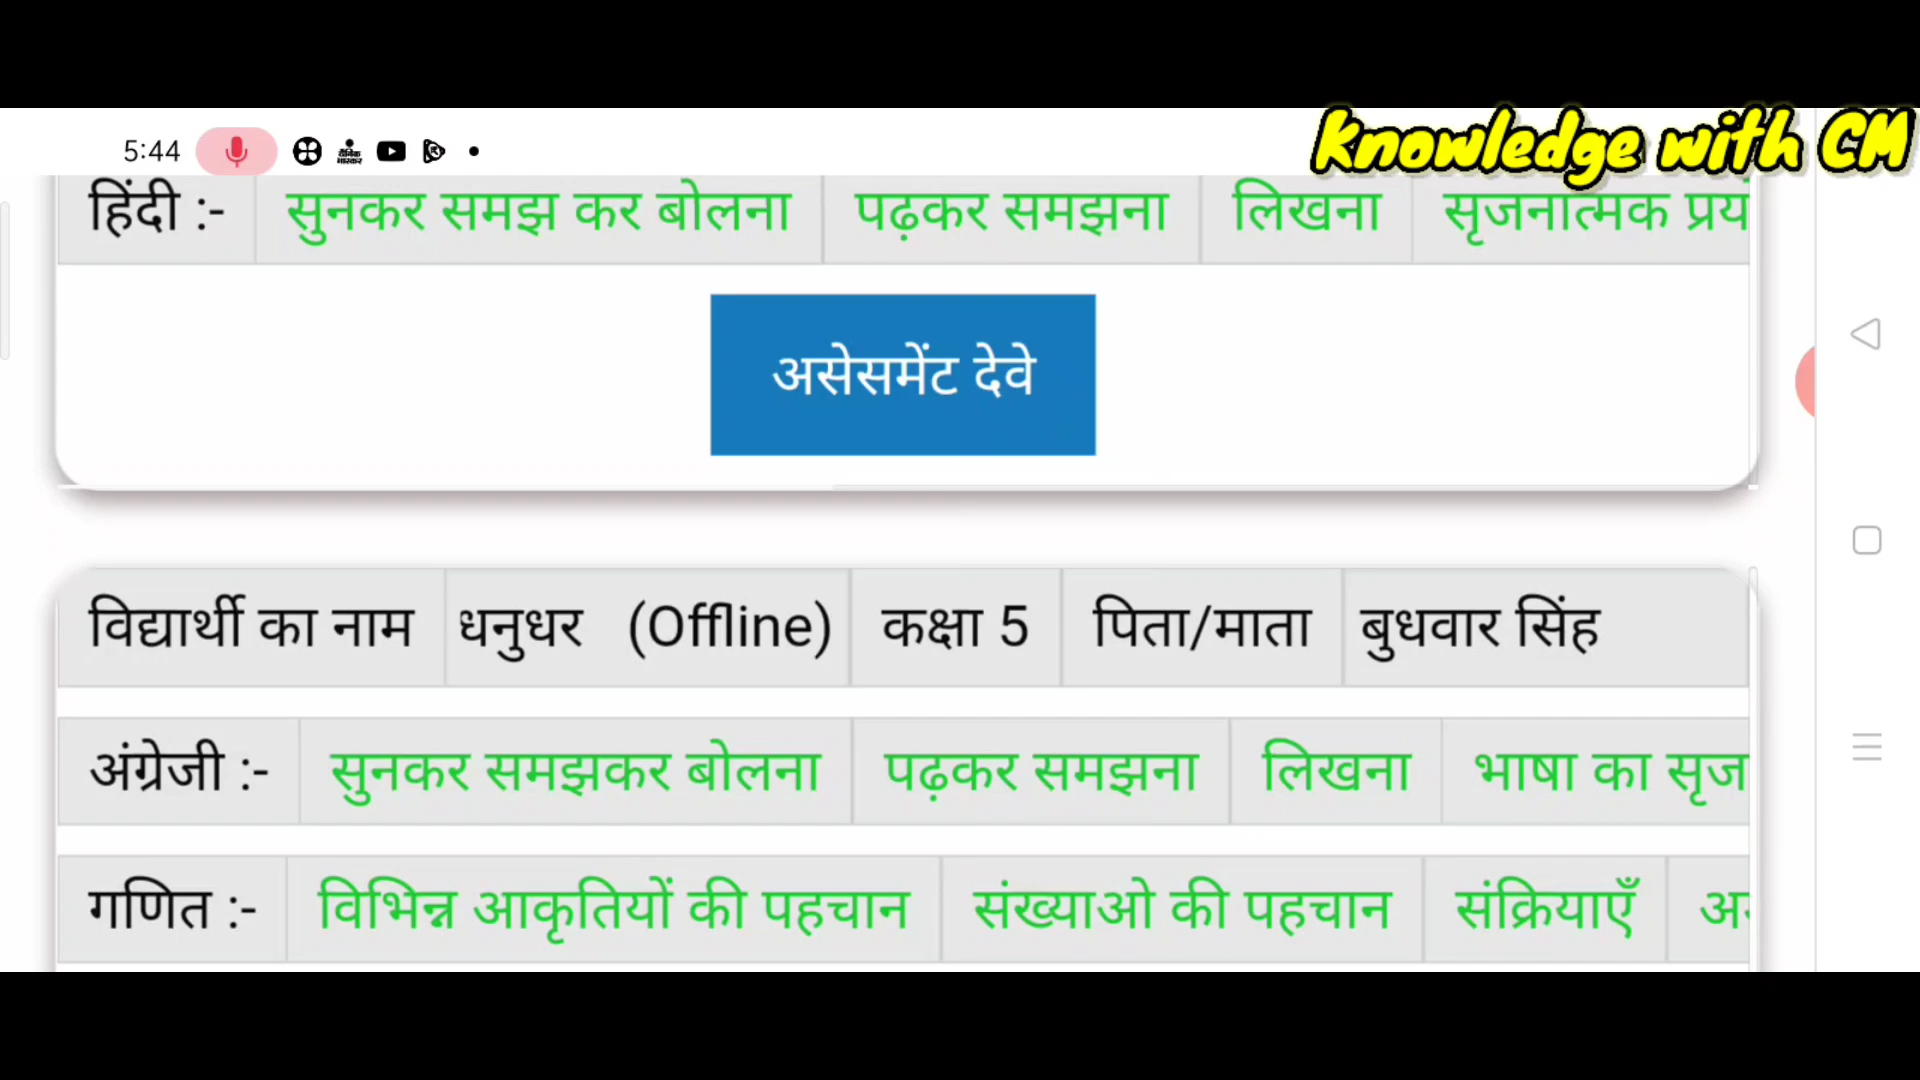 Knowledge with CM
5:44
हिंदी :- सुनकर समझ कर बोलना पढ़कर समझना लिखना सृजनात्मक
असेसमेंट देवे
विद्यार्थी का नाम धनुधर (Offline) कक्षा 5 पिता/माता बुधवार सिंह
अंग्रेजी :- सुनकर समझकर बोलना पढ़कर समझना लिखना भाषा का
गणित :- विभिन्न आकृतियों की पहचान संख्याओ की पहचान संक्रियाएँ